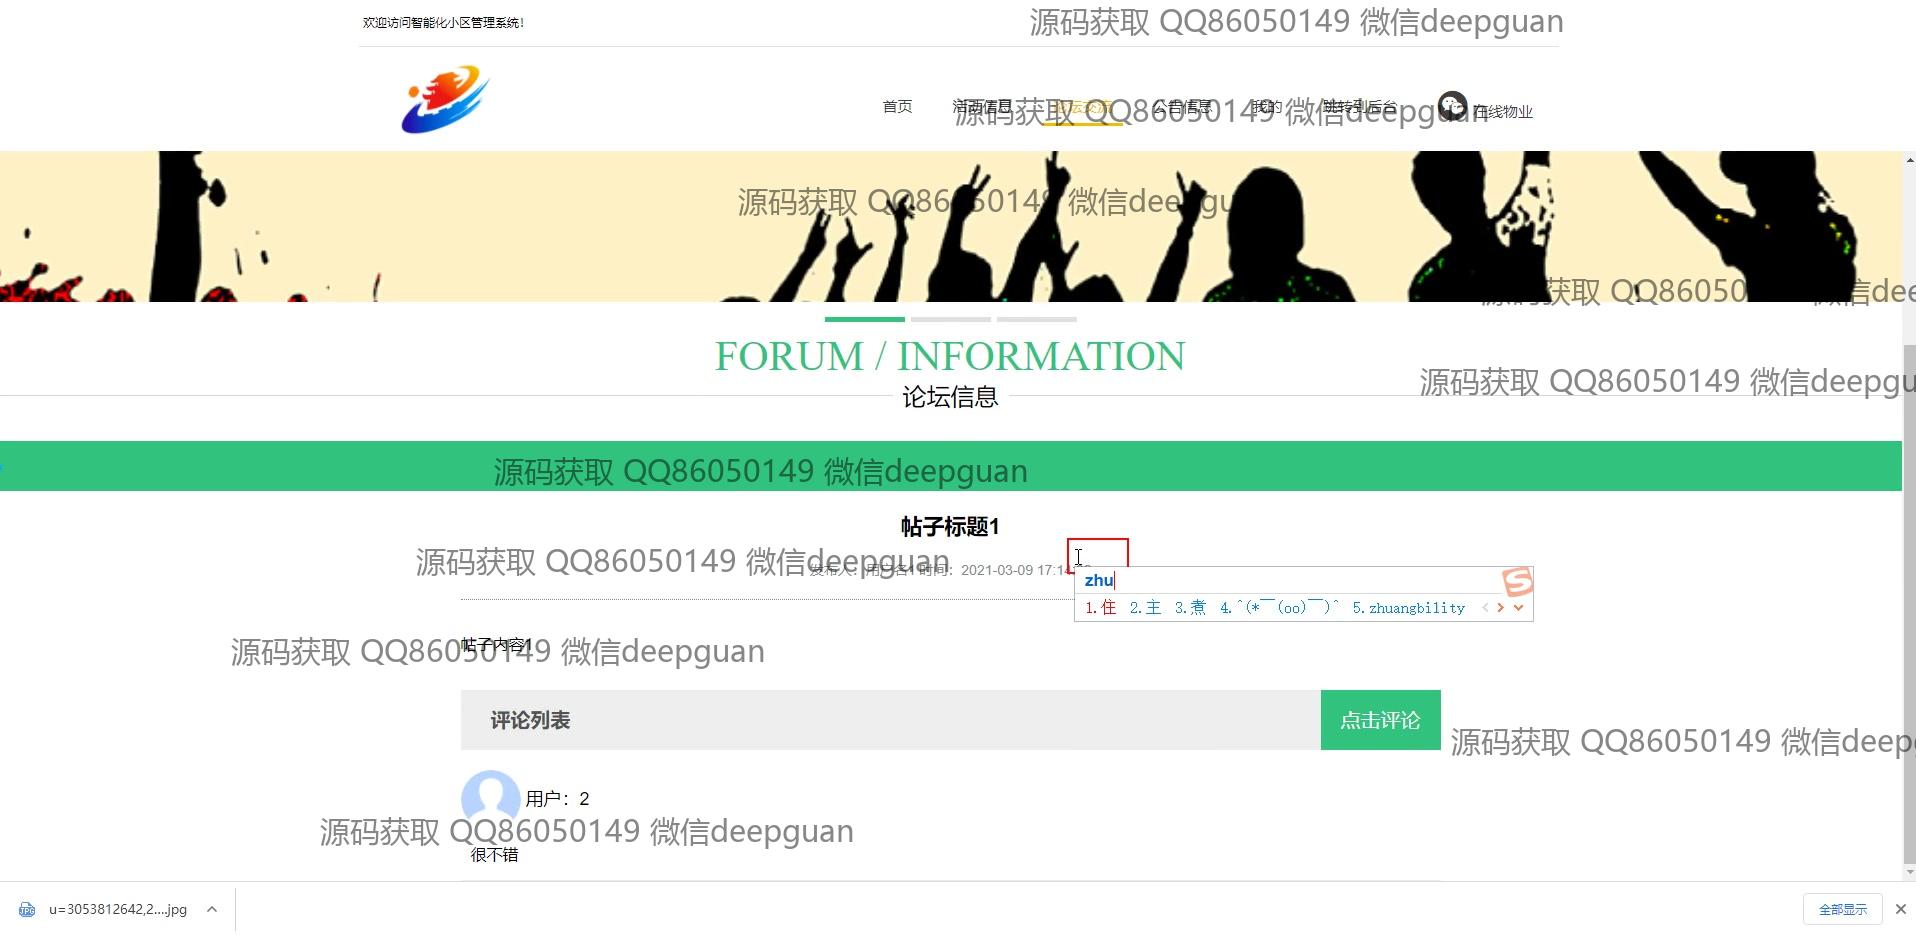 欢迎访问智能化小区管理系统!
源码获取 QQ86050149 微信deepguan
首页
活动信息
论坛交流
公告信息
我的
跳转到后台
在线物业
源码获取 QQ86050149 微信deepguan
源码获取 QQ86050149 微信deepgu
源码获取 QQ86050 微信dee
FORUM / INFORMATION
源码获取 QQ86050149 微信deepgu
论坛信息
源码获取 QQ86050149 微信deepguan
帖子标题1
源码获取 QQ86050149 微信deepguan
发布人：用户名1 时间：2021-03-09 17:14
zhu
1.住 2.主 3.煮 4.^(*￣(oo)￣)^ 5.zhuangbility
帖子内容1
源码获取 QQ86050149 微信deepguan
评论列表
点击评论
源码获取 QQ86050149 微信deep
用户：2
源码获取 QQ86050149 微信deepguan
很不错
u=3053812642,2....jpg
全部显示